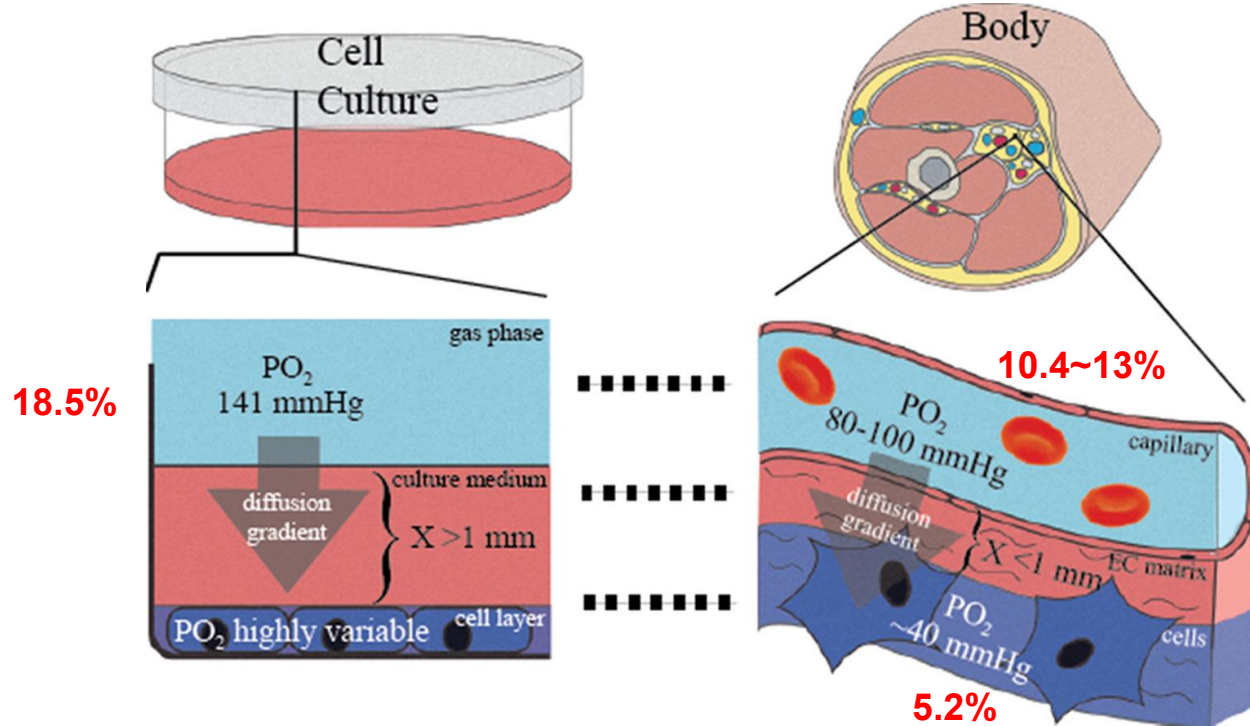 Cell
Culture
Body
gas phase
PO₂
141 mmHg
18.5%
culture medium
diffusion
gradient
X >1 mm
cell layer
PO₂ highly variable
10.4~13%
PO₂
80-100 mmHg
capillary
diffusion
gradient
X <1 mm
EC matrix
PO₂
~40 mmHg
cells
5.2%